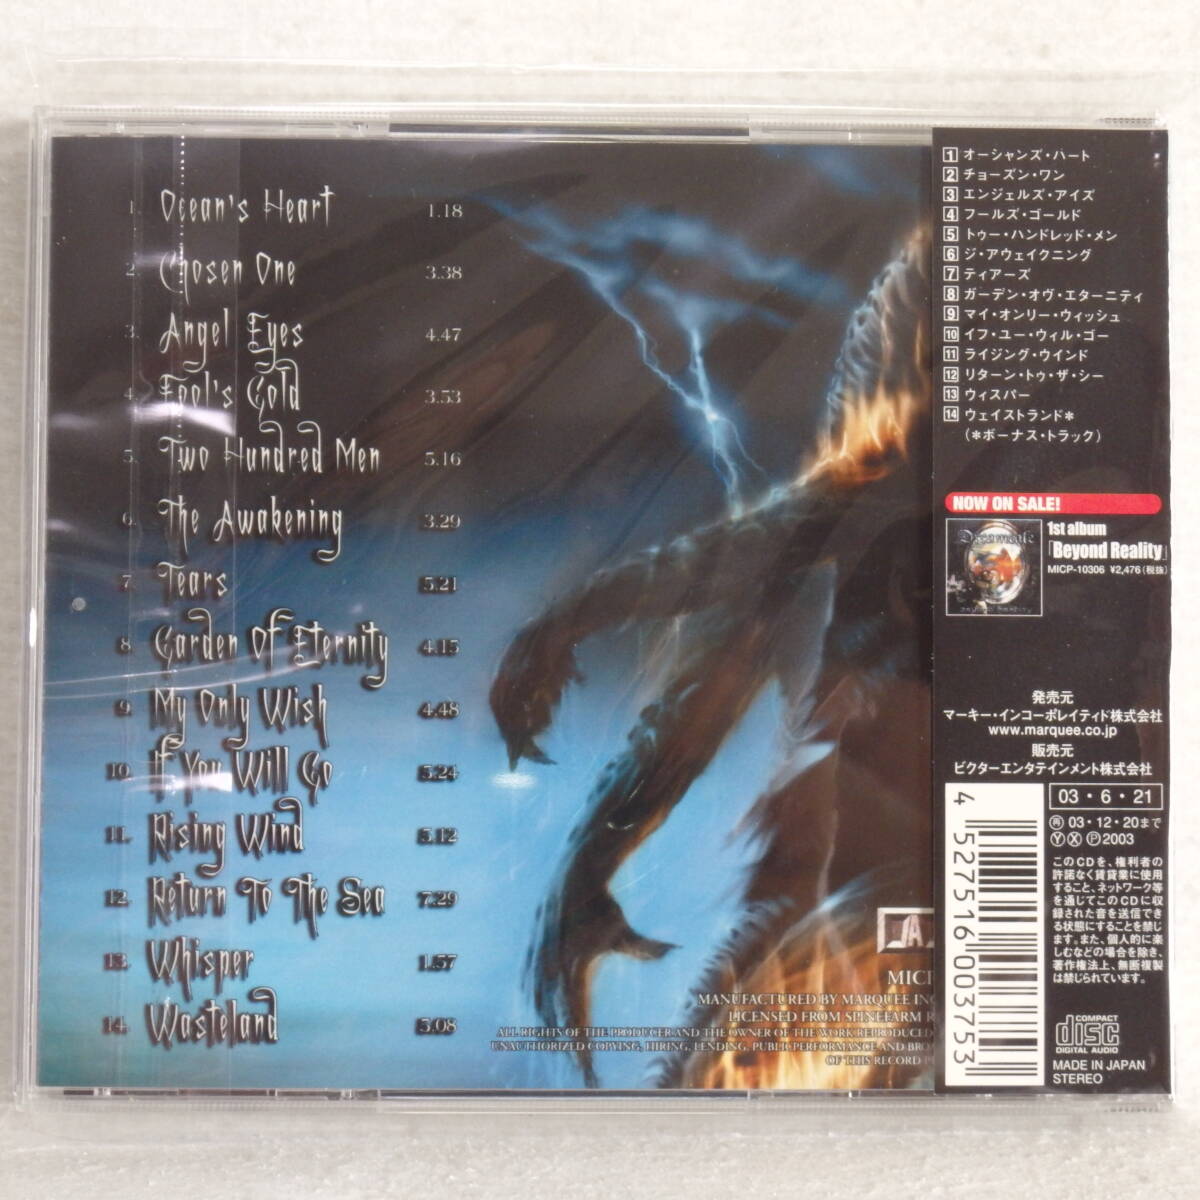 1. Ocean's Heart 1.18
2. Chosen One 3.38
3. Angel Eyes 4.47
4. Fool's Gold 3.53
5. Two Hundred Men 5.16
6. The Awakening 3.29
7. Tears 5.21
8. Garden Of Eternity 4.15
9. My Only Wish 4.48
10. If You Will Go 5.24
11. Rising Wind 5.12
12. Return To The Sea 7.29
13. Whisper 1.57
14. Wasteland 5.08
MICP
MANUFACTURED BY MARQUEE INC
LICENSED FROM SPINEFARM R
ALL RIGHTS OF THE PRODUCER AND THE OWNER OF THE WORK REPRODUCED
UNAUTHORIZED COPYING, HIRING, LENDING, PUBLIC PERFORMANCE AND BRO
OF THIS RECORD P
1 オーシャンズ・ハート
2 チョーズン・ワン
3 エンジェルズ・アイズ
4 フールズ・ゴールド
5 トゥー・ハンドレッド・メン
6 ジ・アウェイクニング
7 ティアーズ
8 ガーデン・オヴ・エターニティ
9 マイ・オンリー・ウィッシュ
10 イフ・ユー・ウィル・ゴー
11 ライジング・ウインド
12 リターン・トゥ・ザ・シー
13 ウィスパー
14 ウェイストランド*
(*ボーナス・トラック)
NOW ON SALE!
1st album
「Beyond Reality」
MICP-10306 ¥2,476(税抜)
Dreamtale
beyond reality
発売元
マーキー・インコーポレイティド株式会社
www.marquee.co.jp
販売元
ビクターエンタテインメント株式会社
03・6・21
再 03・12・20まで
Y X Ⓟ2003
このCDを、権利者の
許諾なく賃貸業に使用
すること、ネットワーク等
を通じてこのCDに収
録された音を送信でき
る状態にすることを禁じ
ます。また、個人的に楽
しむなどの場合を除き、
著作権法上、無断複製
は禁じられています。
4 527516 003753
COMPACT
disc
DIGITAL AUDIO
MADE IN JAPAN
STEREO